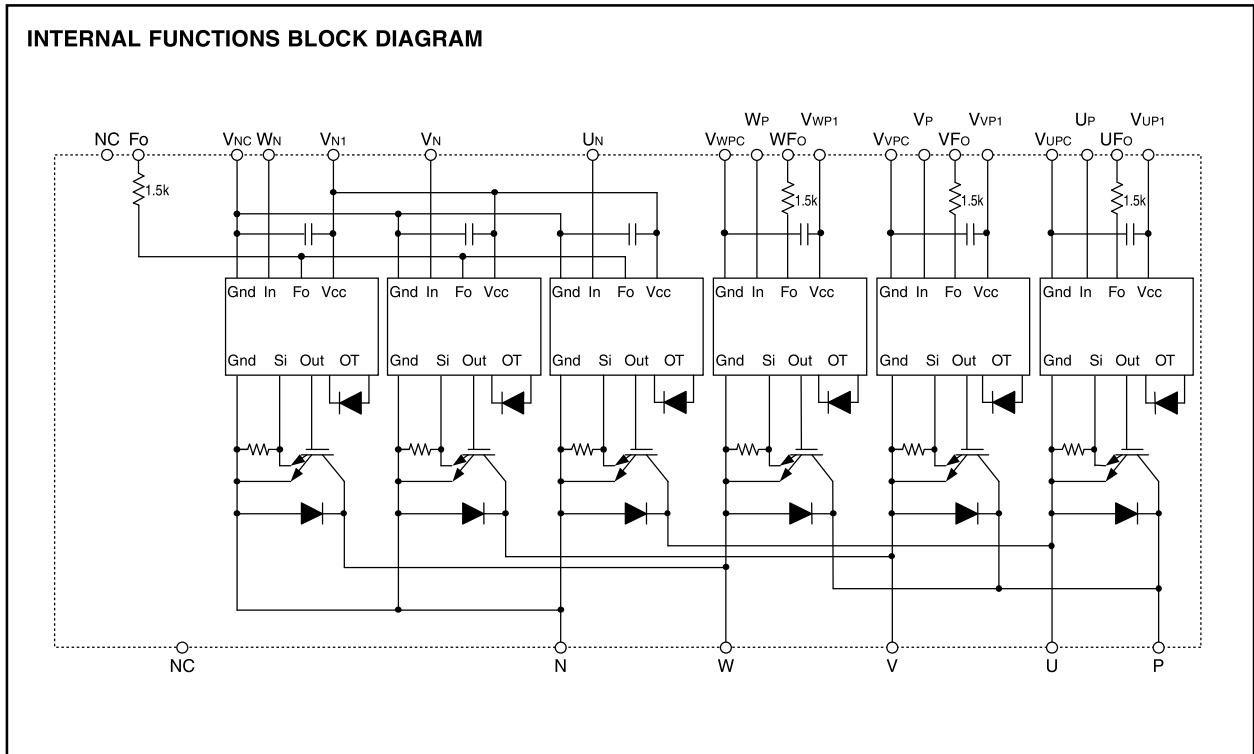 INTERNAL FUNCTIONS BLOCK DIAGRAM
WP VWP1 VP VVP1 UP VUP1
NC Fo VNC WN VN1 VN UN VWPC WFO VVPC VFO VUPC UFO
1.5k 1.5k 1.5k 1.5k
Gnd In Fo Vcc Gnd In Fo Vcc Gnd In Fo Vcc Gnd In Fo Vcc Gnd In Fo Vcc Gnd In Fo Vcc
Gnd Si Out OT Gnd Si Out OT Gnd Si Out OT Gnd Si Out OT Gnd Si Out OT Gnd Si Out OT
NC N W V U P